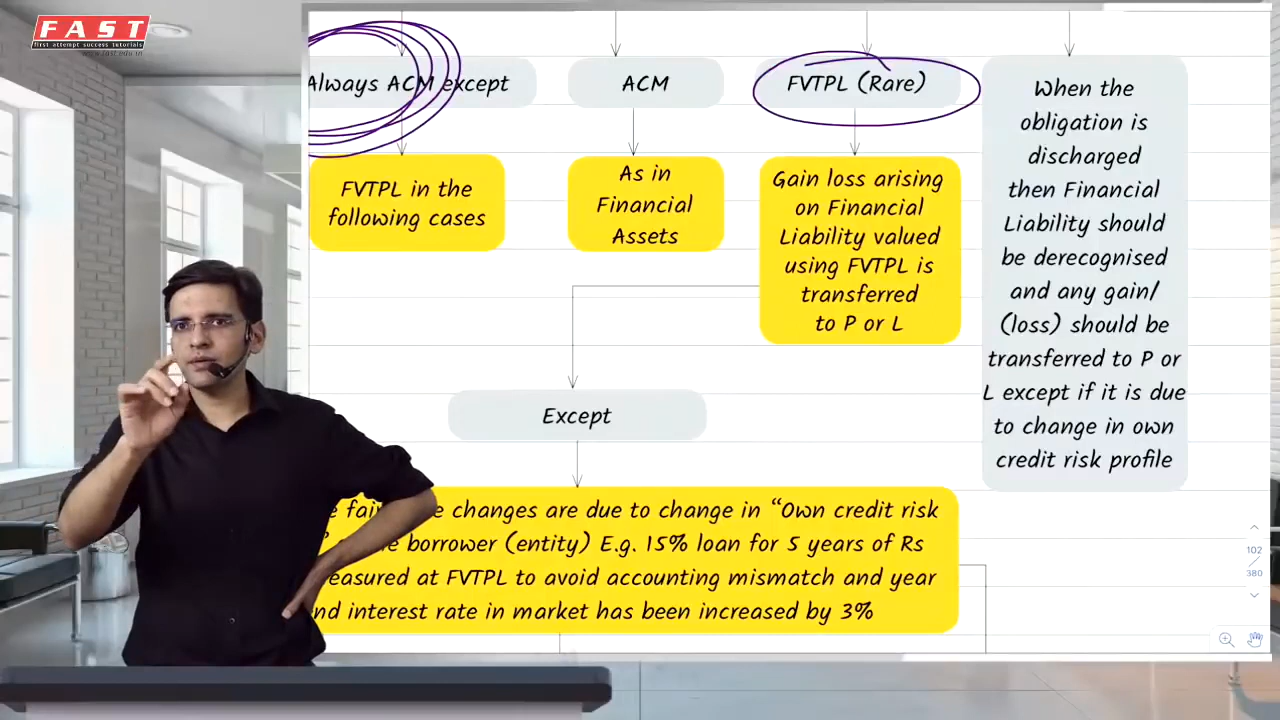 FAST
first attempt success tutorials
www.fast.edu.in
Always ACM except
ACM
FVTPL (Rare)
FVTPL in the
following cases
As in
Financial
Assets
Gain loss arising
on Financial
Liability valued
using FVTPL is
transferred
to P or L
When the
obligation is
discharged
then Financial
Liability should
be derecognised
and any gain/
(loss) should be
transferred to P or
L except if it is due
to change in own
credit risk profile
Except
changes are due to change in “Own credit risk
borrower (entity) E.g. 15% loan for 5 years of Rs
easured at FVTPL to avoid accounting mismatch and year
nd interest rate in market has been increased by 3%
102
380